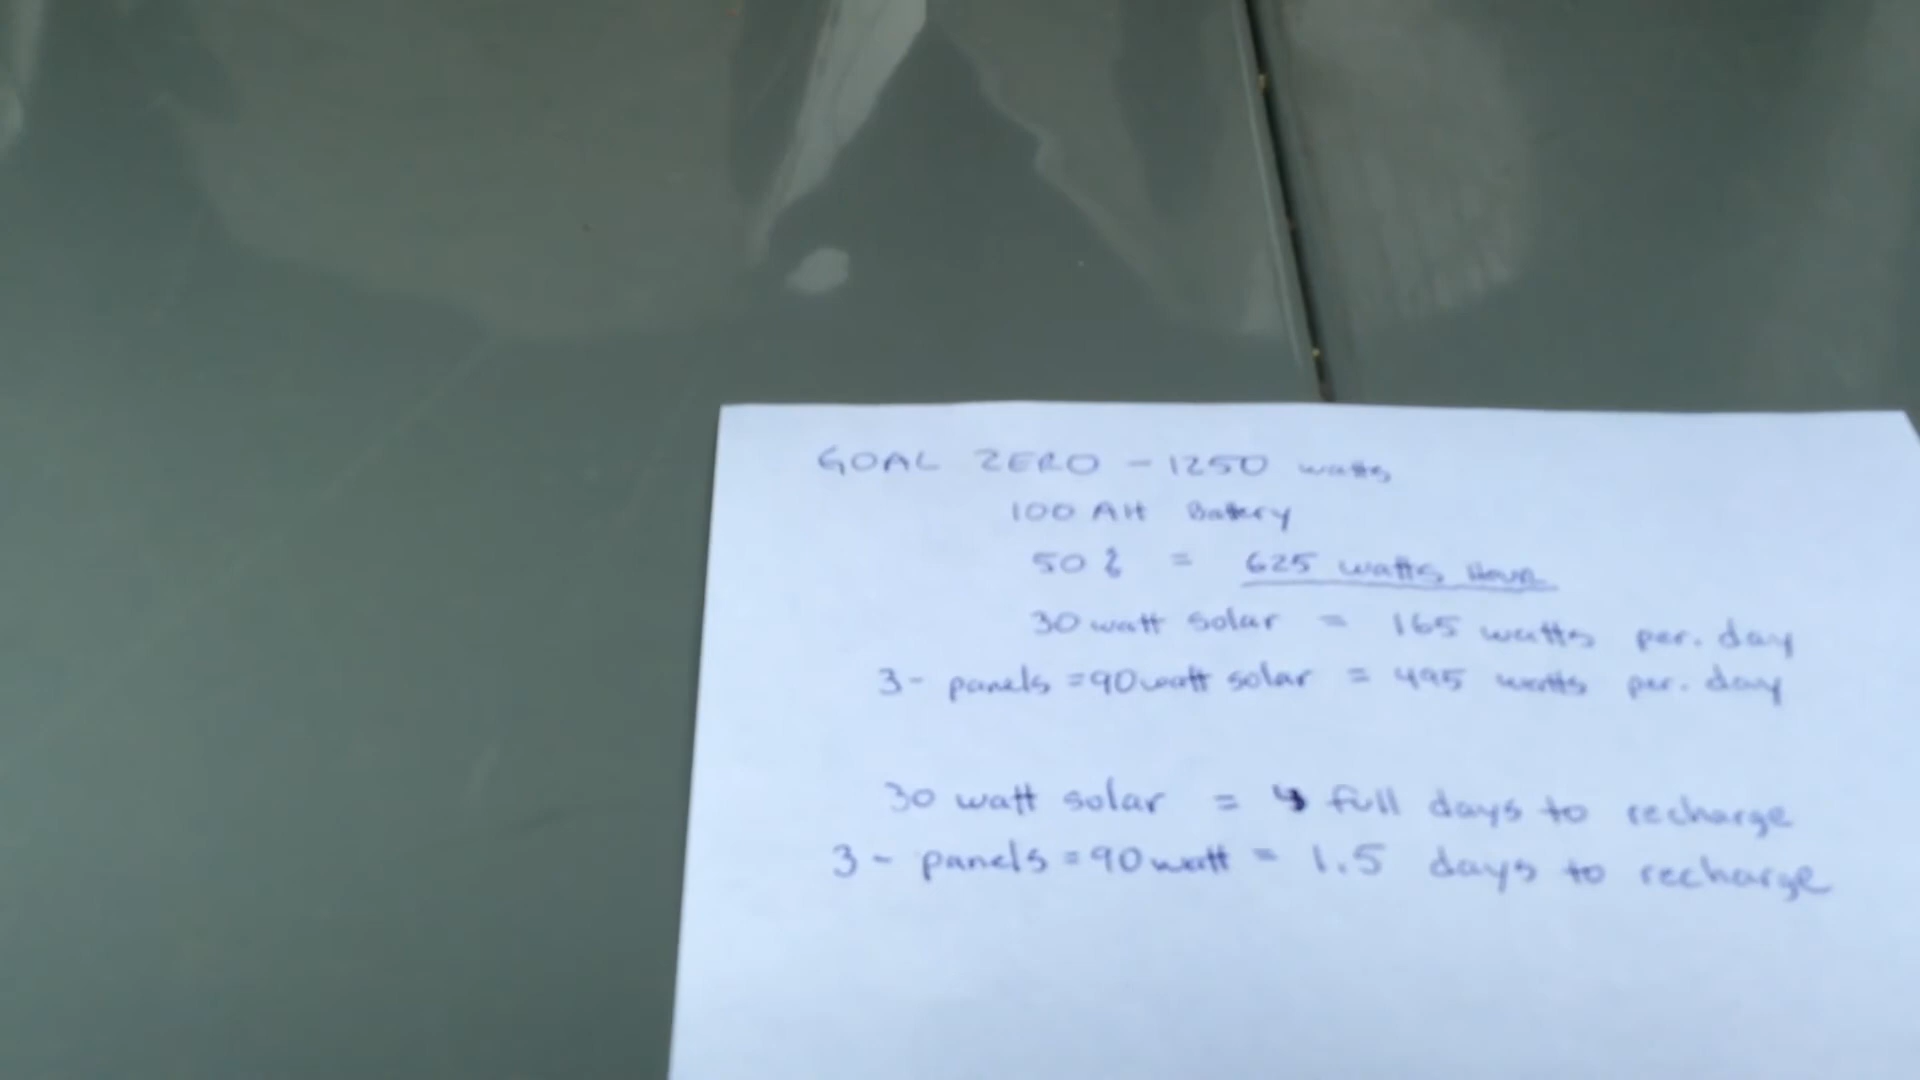 GOAL ZERO - 1250 watts
100 AH Battery
50% = 625 watts Hour
30 watt solar = 165 watts per. day
3 - panels = 90 watt solar = 495 watts per. day
30 watt solar = 4 full days to recharge
3 - panels = 90 watt = 1.5 days to recharge